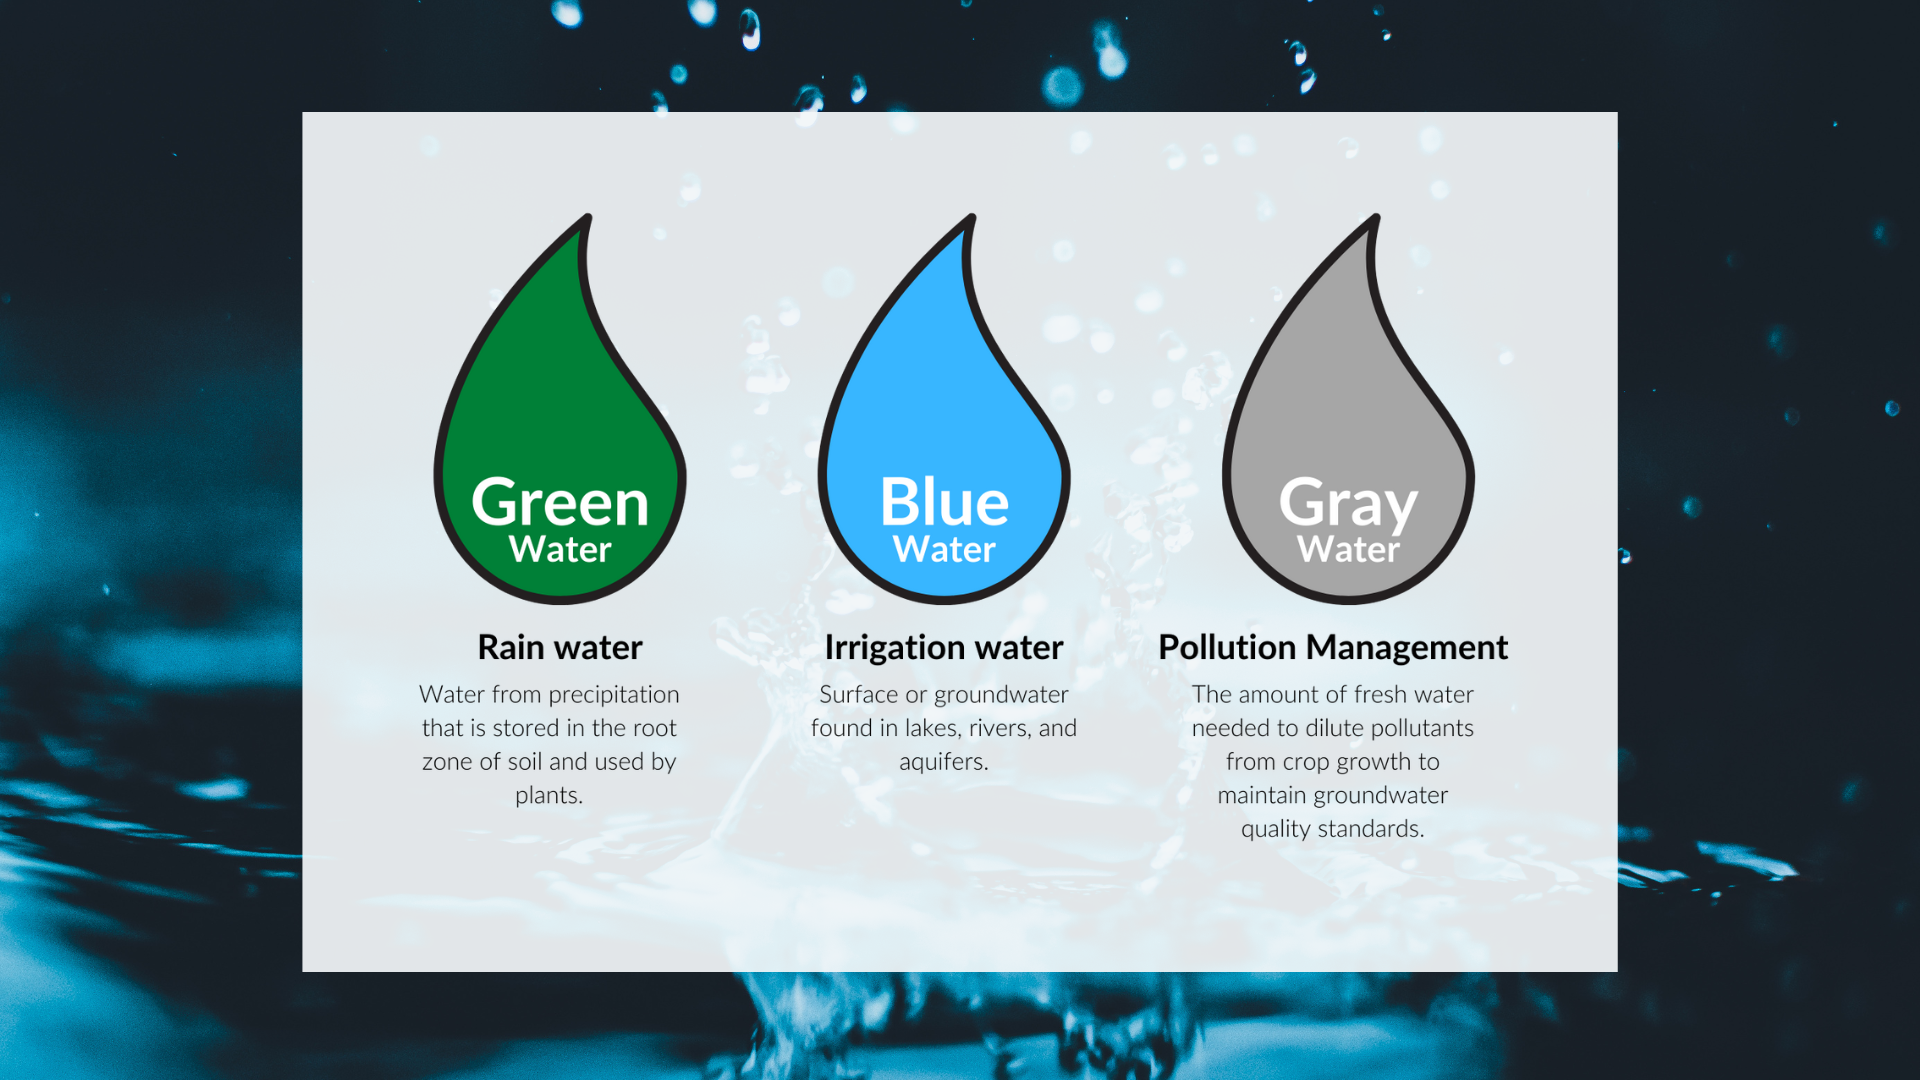 Green
Water
Rain water
Water from precipitation
that is stored in the root
zone of soil and used by
plants.
Blue
Water
Irrigation water
Surface or groundwater
found in lakes, rivers, and
aquifers.
Gray
Water
Pollution Management
The amount of fresh water
needed to dilute pollutants
from crop growth to
maintain groundwater
quality standards.